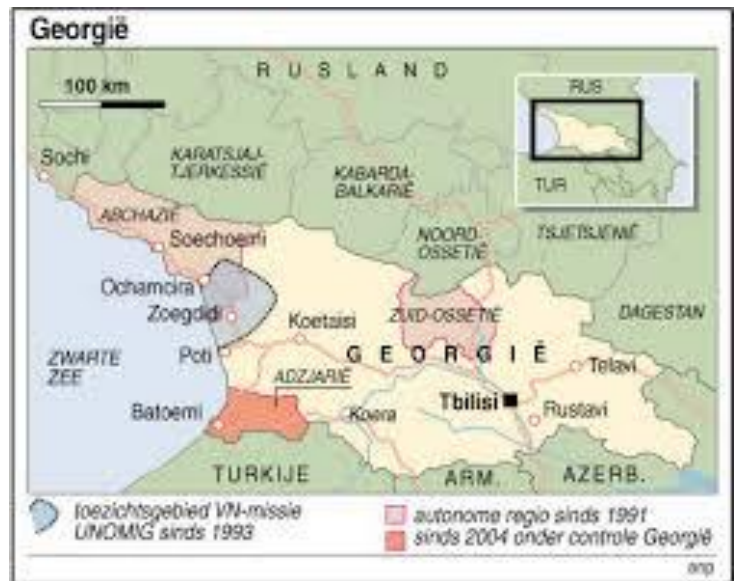 Georgië
RUSLAND
100 km
RUS
TUR
Sochi
KARATSJAJ-
TJERKESSIË
KABARDA-
BALKARIË
ABCHAZIË
Soechoemi
NOORD-
OSSETIË
TSJETSJENIË
Ochamcira
Zoegdidi
DAGESTAN
ZUID-OSSETIË
Koetaisi
ZWARTE
ZEE
Poti
GEORGIË
Telavi
ADZJARIË
Tbilisi
Batoemi
Koera
Rustavi
TURKIJE
ARM.
AZERB.
toezichtsgebied VN-missie
UNOMIG sinds 1993
autonome regio sinds 1991
sinds 2004 onder controle Georgië
anp